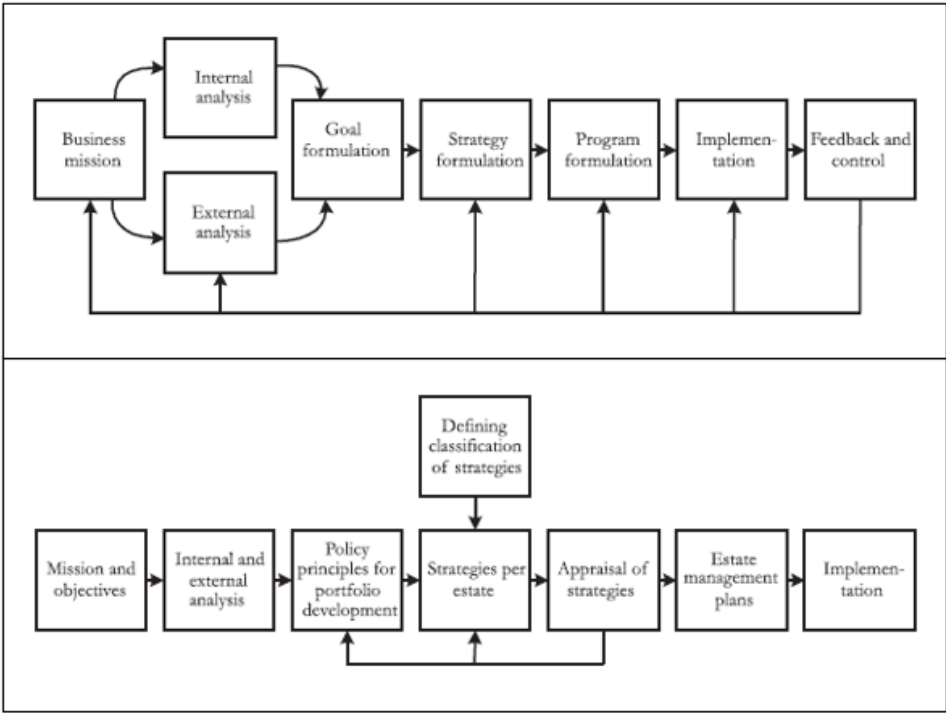 Internal
analysis
Business
mission
External
analysis
Goal
formulation
Strategy
formulation
Program
formulation
Implemen-
tation
Feedback and
control
Defining
classification
of strategies
Mission and
objectives
Internal and
external
analysis
Policy
principles for
portfolio
development
Strategies per
estate
Appraisal of
strategies
Estate
management
plans
Implemen-
tation